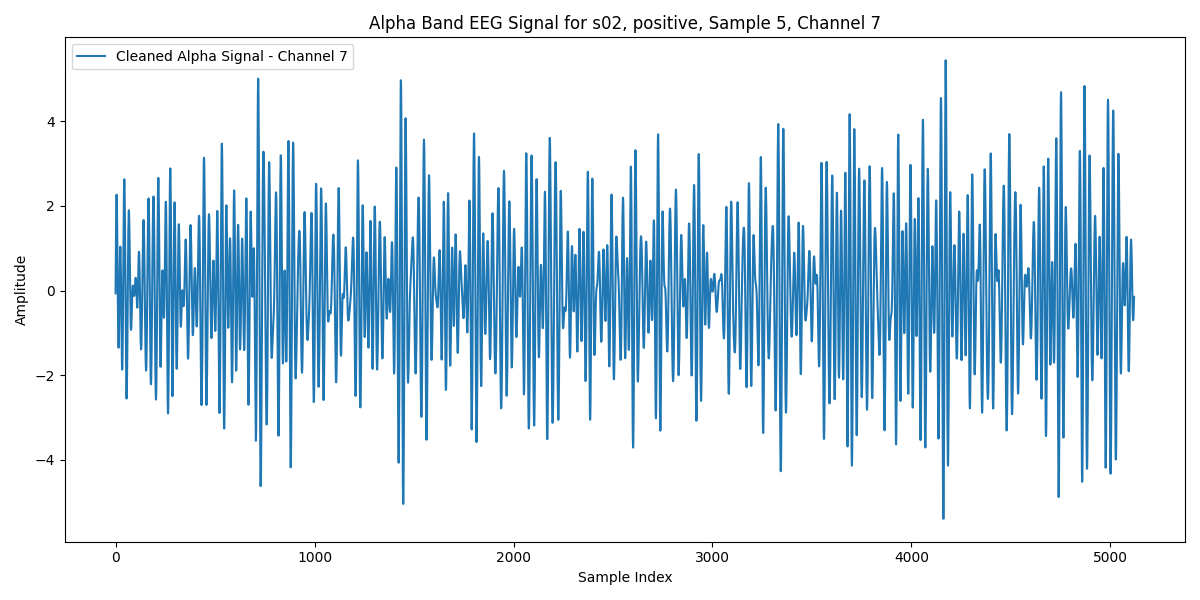 Alpha Band EEG Signal for s02, positive, Sample 5, Channel 7
Cleaned Alpha Signal - Channel 7
Amplitude
4
2
0
−2
−4
0 1000 2000 3000 4000 5000
Sample Index